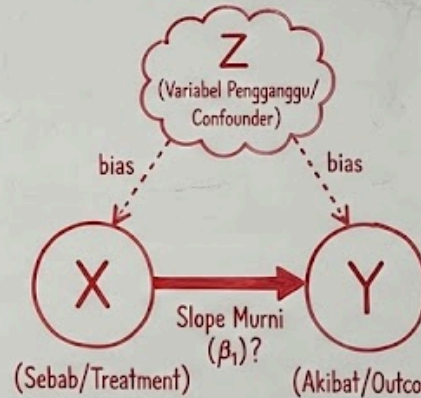 Z
(Variabel Pengganggu/
Confounder)
bias
bias
X
Y
Slope Murni
(β₁)?
(Sebab/Treatment)
(Akibat/Outco